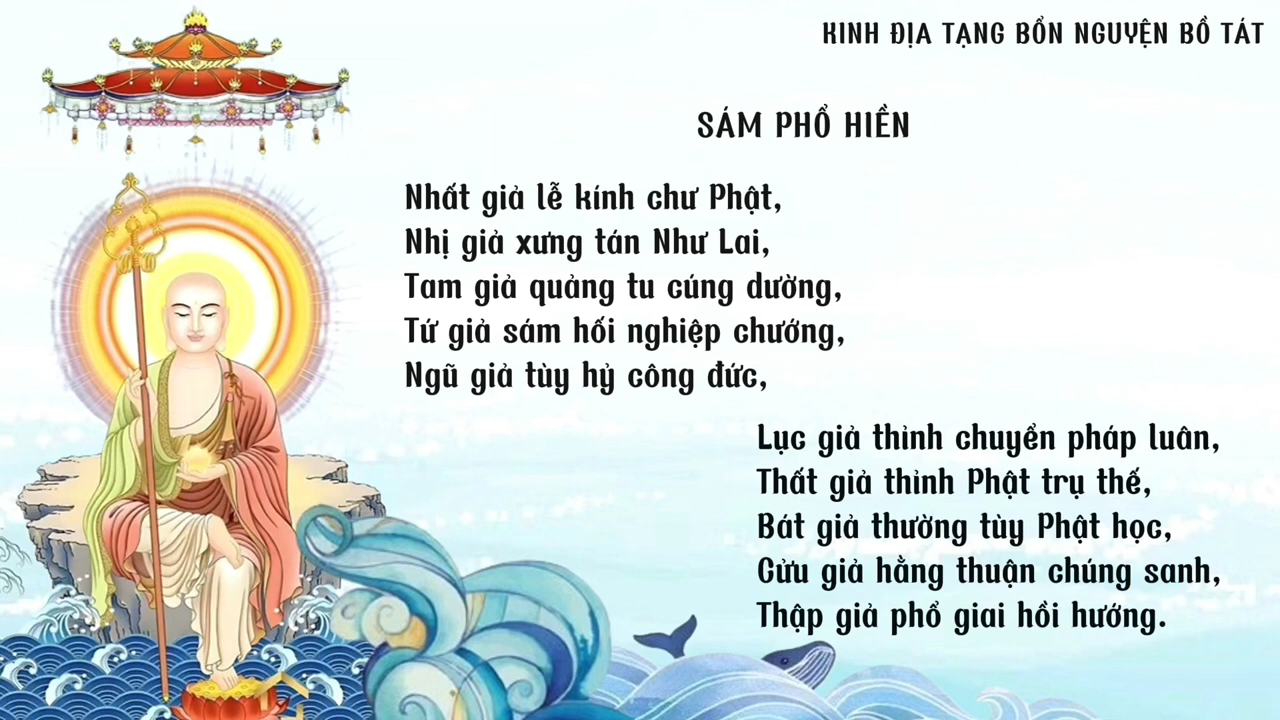 KINH ĐỊA TẠNG BỔN NGUYỆN BỒ TÁT
SÁM PHỔ HIỀN
Nhất giả lễ kính chư Phật,
Nhị giả xưng tán Như Lai,
Tam giả quảng tu cúng dường,
Tứ giả sám hối nghiệp chướng,
Ngũ giả tùy hỷ công đức,
Lục giả thỉnh chuyển pháp luân,
Thất giả thỉnh Phật trụ thế,
Bát giả thường tùy Phật học,
Cửu giả hằng thuận chúng sanh,
Thập giả phổ giai hồi hướng.